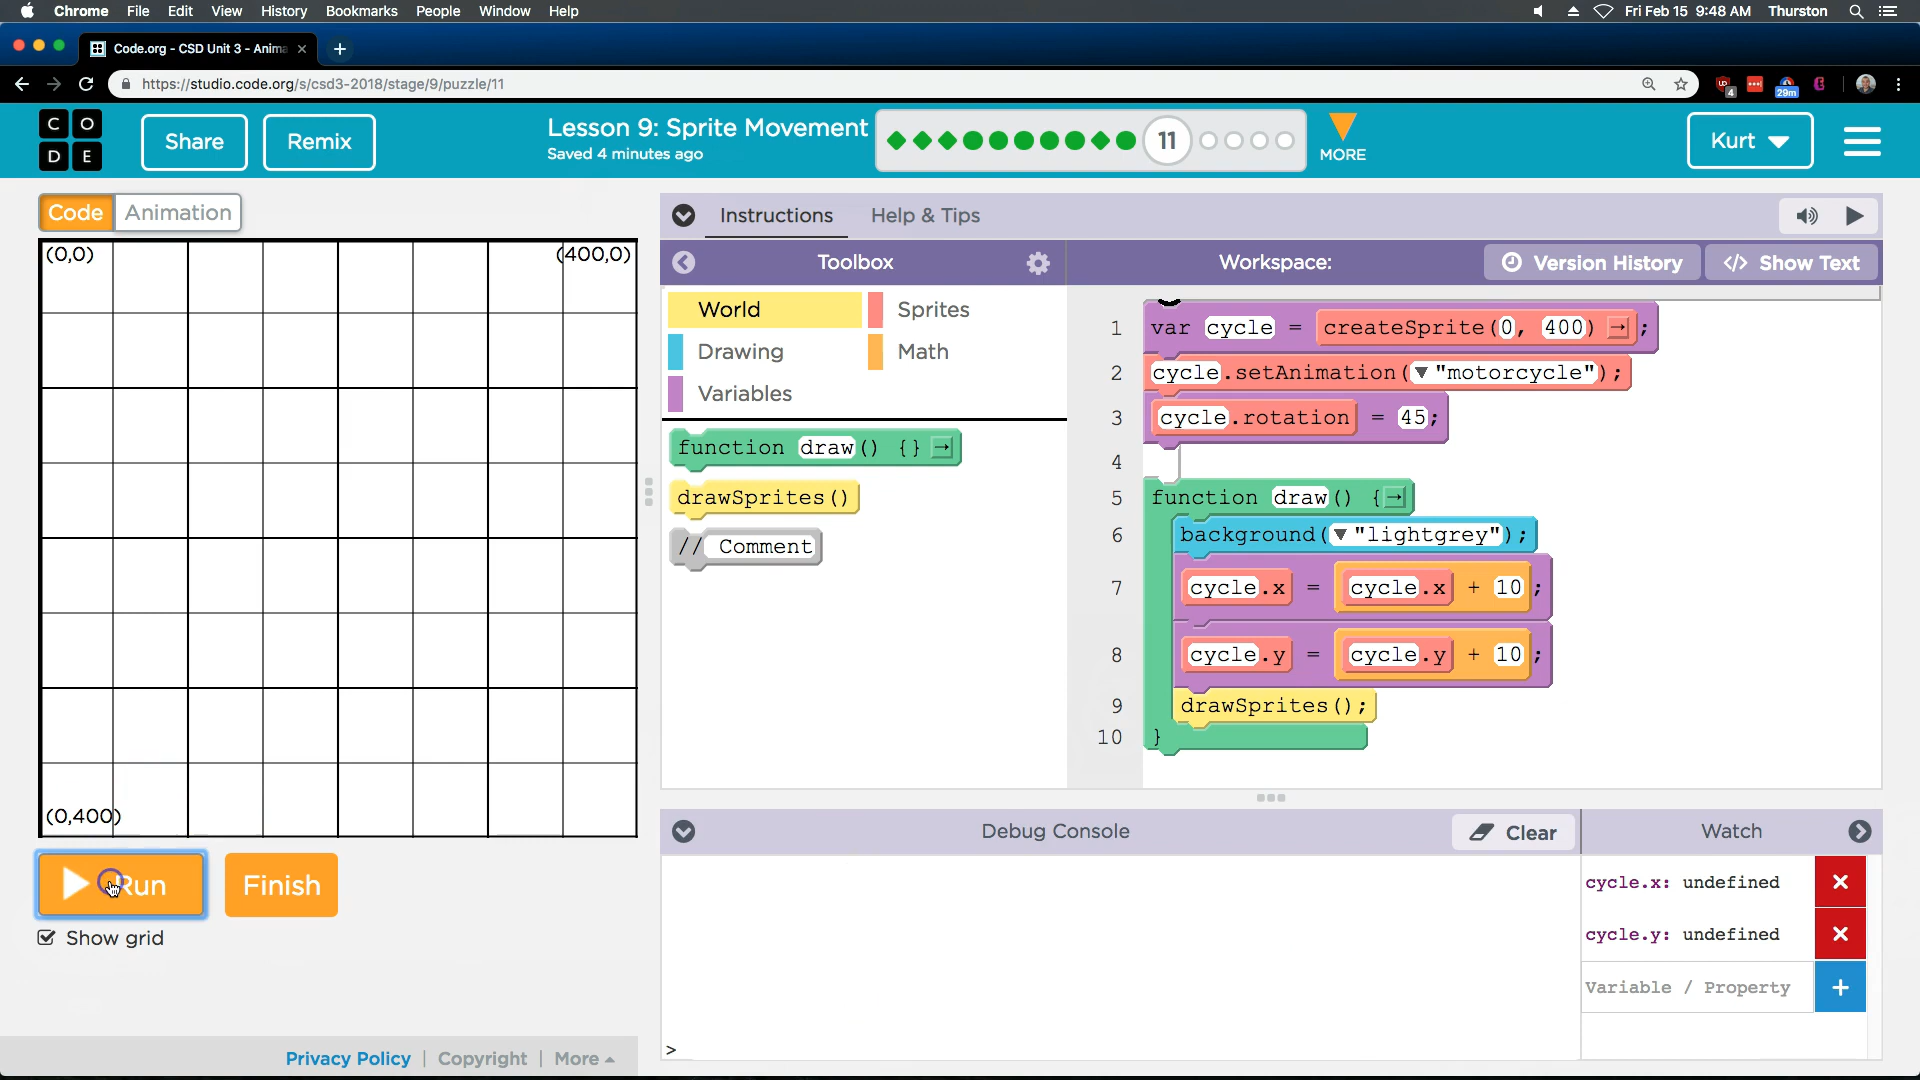 Chrome File Edit View History Bookmarks People Window Help
Fri Feb 15 9:48 AM Thurston
Code.org - CSD Unit 3 - Anima
https://studio.code.org/s/csd3-2018/stage/9/puzzle/11
4
29m
C O
D E
Share
Remix
Lesson 9: Sprite Movement
Saved 4 minutes ago
11
MORE
Kurt
Code
Animation
Instructions
Help & Tips
Toolbox
Workspace:
Version History
</> Show Text
(0,0)
(400,0)
(0,400)
World
Sprites
Drawing
Math
Variables
function draw() {}
drawSprites()
// Comment
1 var cycle = createSprite(0, 400);
2 cycle.setAnimation("motorcycle");
3 cycle.rotation = 45;
4
5 function draw() {
6 background("lightgrey");
7 cycle.x = cycle.x + 10;
8 cycle.y = cycle.y + 10;
9 drawSprites();
10 }
Run
Finish
Show grid
Debug Console
Clear
Watch
cycle.x: undefined
cycle.y: undefined
Variable / Property
>
Privacy Policy | Copyright | More